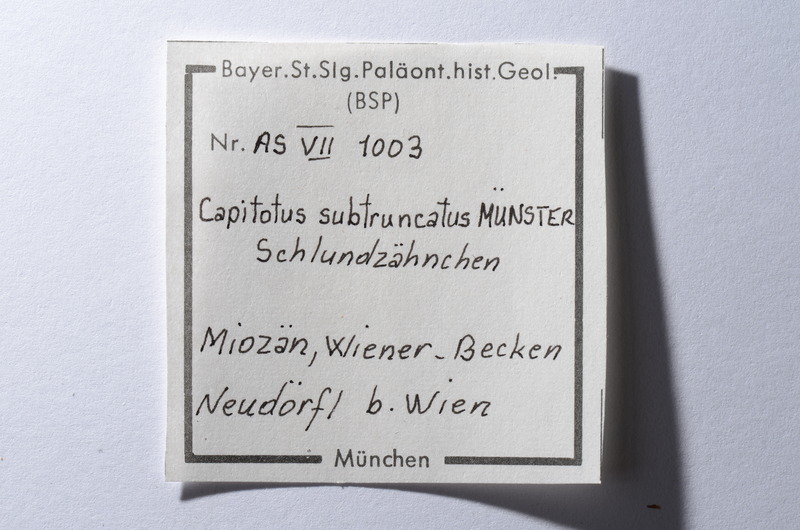 Bayer.St.Slg.Paläont.hist.Geol.
(BSP)
Nr. AS VII 1003
Capitotus subtruncatus MÜNSTER
Schlundzähnchen
Miozän, Wiener-Becken
Neudörfl b. Wien
München